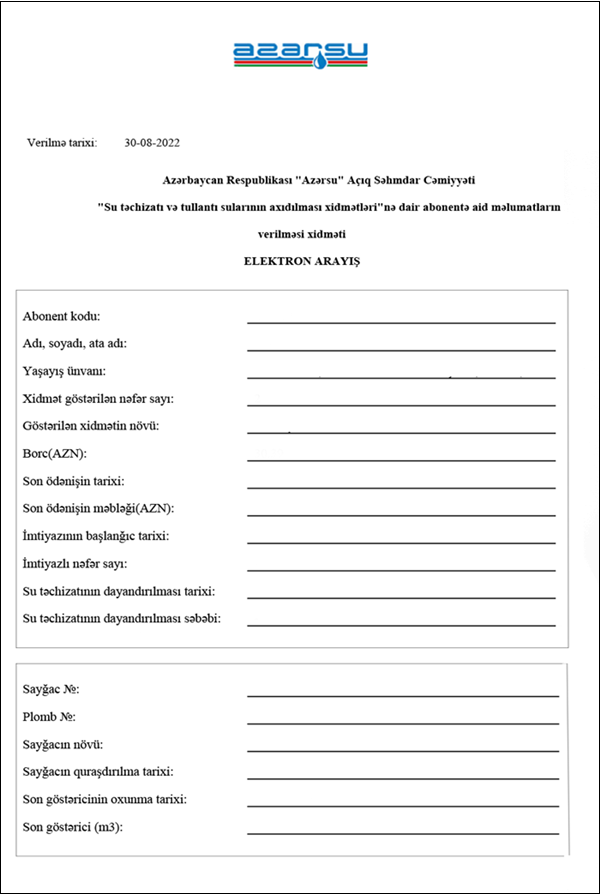 azərsu
Verilmə tarixi: 30-08-2022
Azərbaycan Respublikası "Azərsu" Açıq Səhmdar Cəmiyyəti
"Su təchizatı və tullantı sularının axıdılması xidmətləri"nə dair abonentə aid məlumatların
verilməsi xidməti
ELEKTRON ARAYIŞ
Abonent kodu:
Adı, soyadı, ata adı:
Yaşayış ünvanı:
Xidmət göstərilən nəfər sayı:
Göstərilən xidmətin növü:
Borc(AZN):
Son ödənişin tarixi:
Son ödənişin məbləği(AZN):
İmtiyazının başlanğıc tarixi:
İmtiyazlı nəfər sayı:
Su təchizatının dayandırılması tarixi:
Su təchizatının dayandırılması səbəbi:
Sayğac №:
Plomb №:
Sayğacın növü:
Sayğacın quraşdırılma tarixi:
Son göstəricinin oxunma tarixi:
Son göstərici (m3):